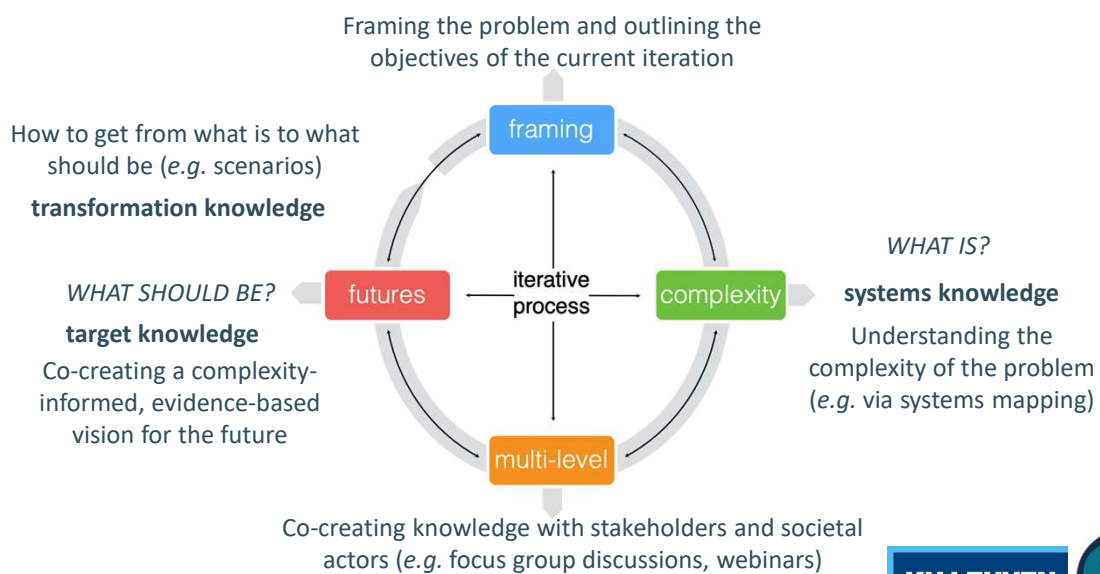 Framing the problem and outlining the
objectives of the current iteration
framing
How to get from what is to what
should be (e.g. scenarios)
transformation knowledge
WHAT SHOULD BE?
target knowledge
Co-creating a complexity-
informed, evidence-based
vision for the future
futures
iterative
process
complexity
WHAT IS?
systems knowledge
Understanding the
complexity of the problem
(e.g. via systems mapping)
multi-level
Co-creating knowledge with stakeholders and societal
actors (e.g. focus group discussions, webinars)